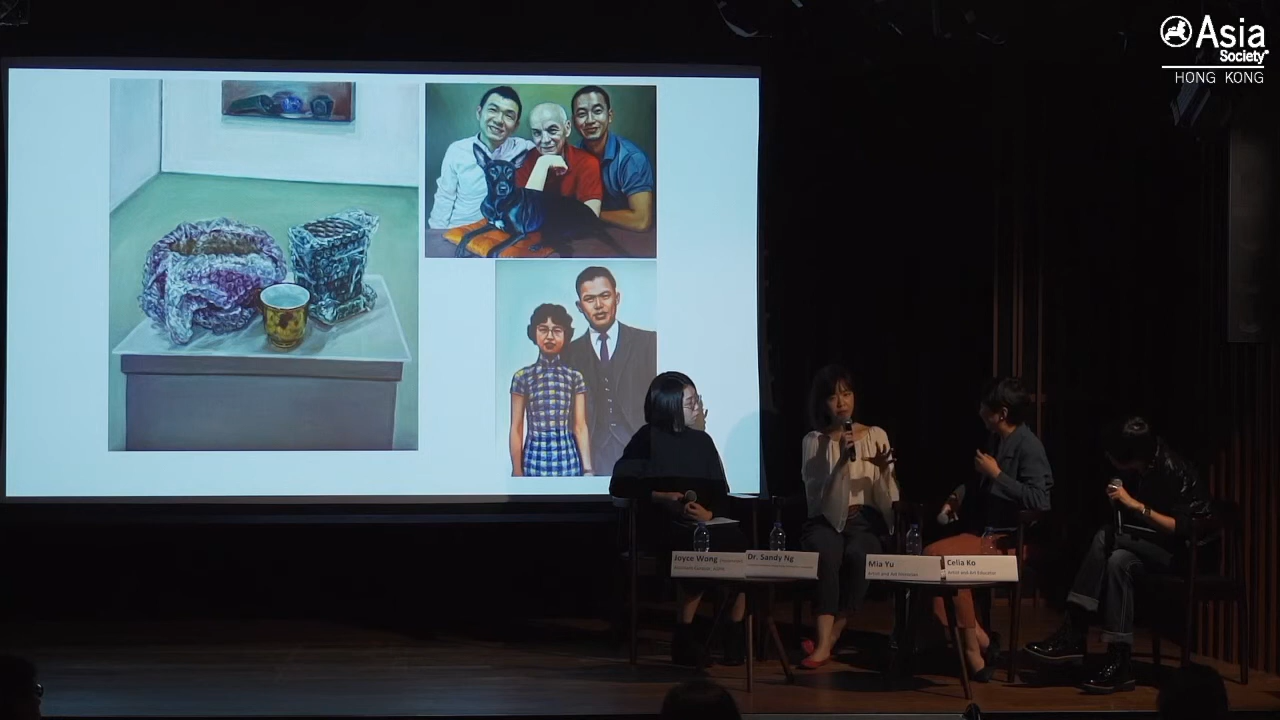 Asia
Society
HONG KONG
Joyce Wong
Dr. Sandy Ng
Mia Yu
Artist and Art Historian
Celia Ko
Artist and Art Educator